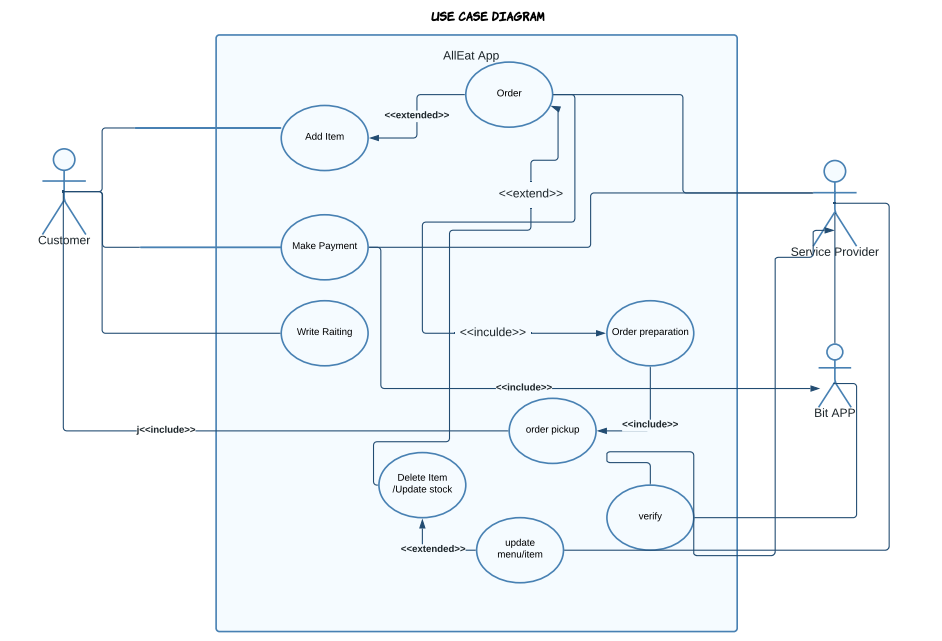 USE CASE DIAGRAM
AllEat App
Order
<<extended>>
Add Item
<<extend>>
Customer
Make Payment
Service Provider
Write Raiting
<<inculde>>
Order preparation
<<include>>
Bit APP
j<<include>>
order pickup
<<include>>
Delete Item
/Update stock
verify
<<extended>>
update
menu/item